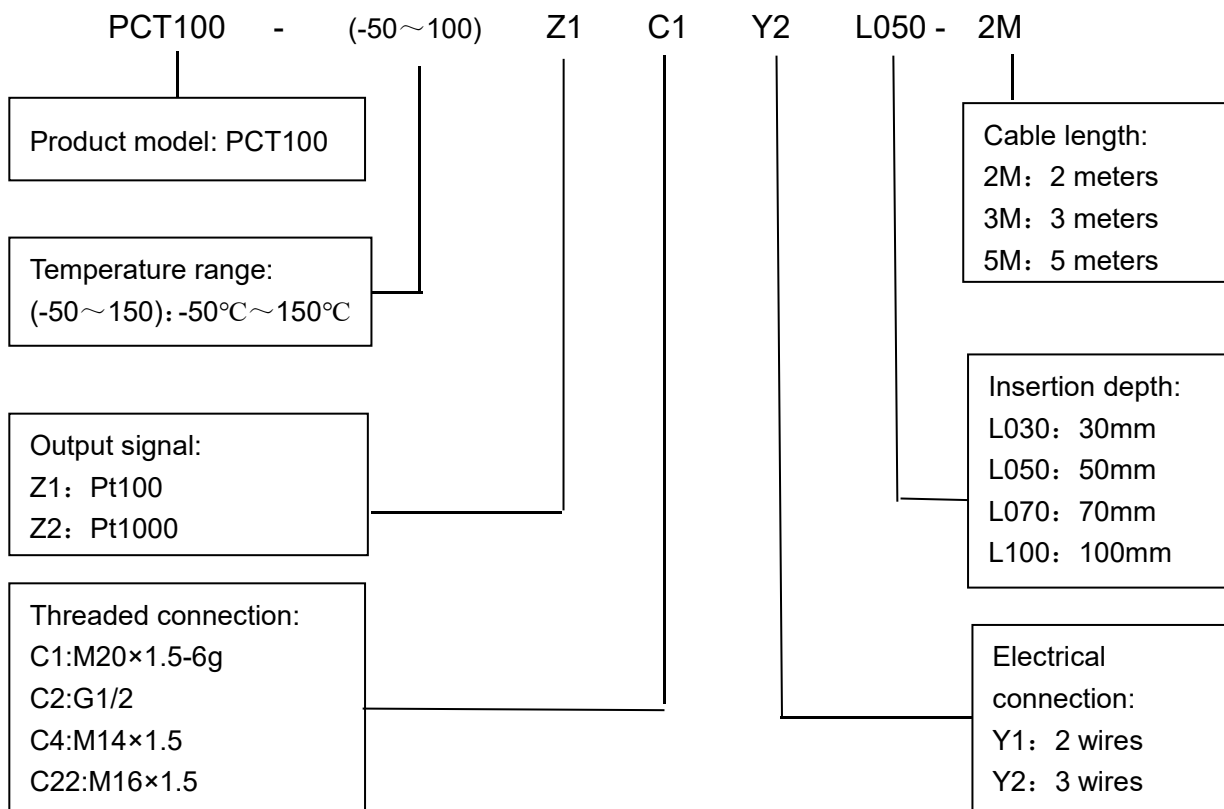 PCT100 - (-50～100) Z1 C1 Y2 L050 - 2M
Product model: PCT100
Temperature range:
(-50～150)：-50℃～150℃
Output signal:
Z1：Pt100
Z2：Pt1000
Threaded connection:
C1:M20×1.5-6g
C2:G1/2
C4:M14×1.5
C22:M16×1.5
Cable length:
2M：2 meters
3M：3 meters
5M：5 meters
Insertion depth:
L030：30mm
L050：50mm
L070：70mm
L100：100mm
Electrical
connection:
Y1：2 wires
Y2：3 wires